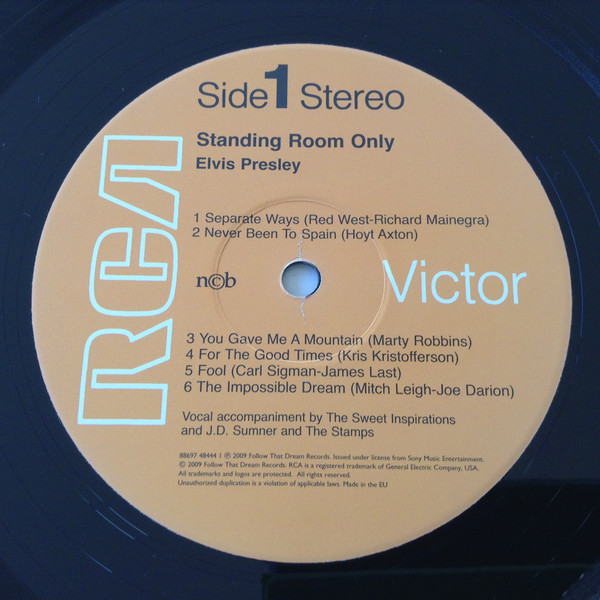 Side 1 Stereo
Standing Room Only
Elvis Presley
1 Separate Ways (Red West-Richard Mainegra)
2 Never Been To Spain (Hoyt Axton)
RCA
n©b
Victor
3 You Gave Me A Mountain (Marty Robbins)
4 For The Good Times (Kris Kristofferson)
5 Fool (Carl Sigman-James Last)
6 The Impossible Dream (Mitch Leigh-Joe Darion)
Vocal accompaniment by The Sweet Inspirations
and J.D. Sumner and The Stamps
88697 48444 1 ℗ 2009 Follow That Dream Records. Issued under license from Sony Music Entertainment.
© 2009 Follow That Dream Records. RCA is a registered trademark of General Electric Company, USA.
All trademarks and logos are protected. All rights reserved.
Unauthorized duplication is a violation of applicable laws. Made in the EU